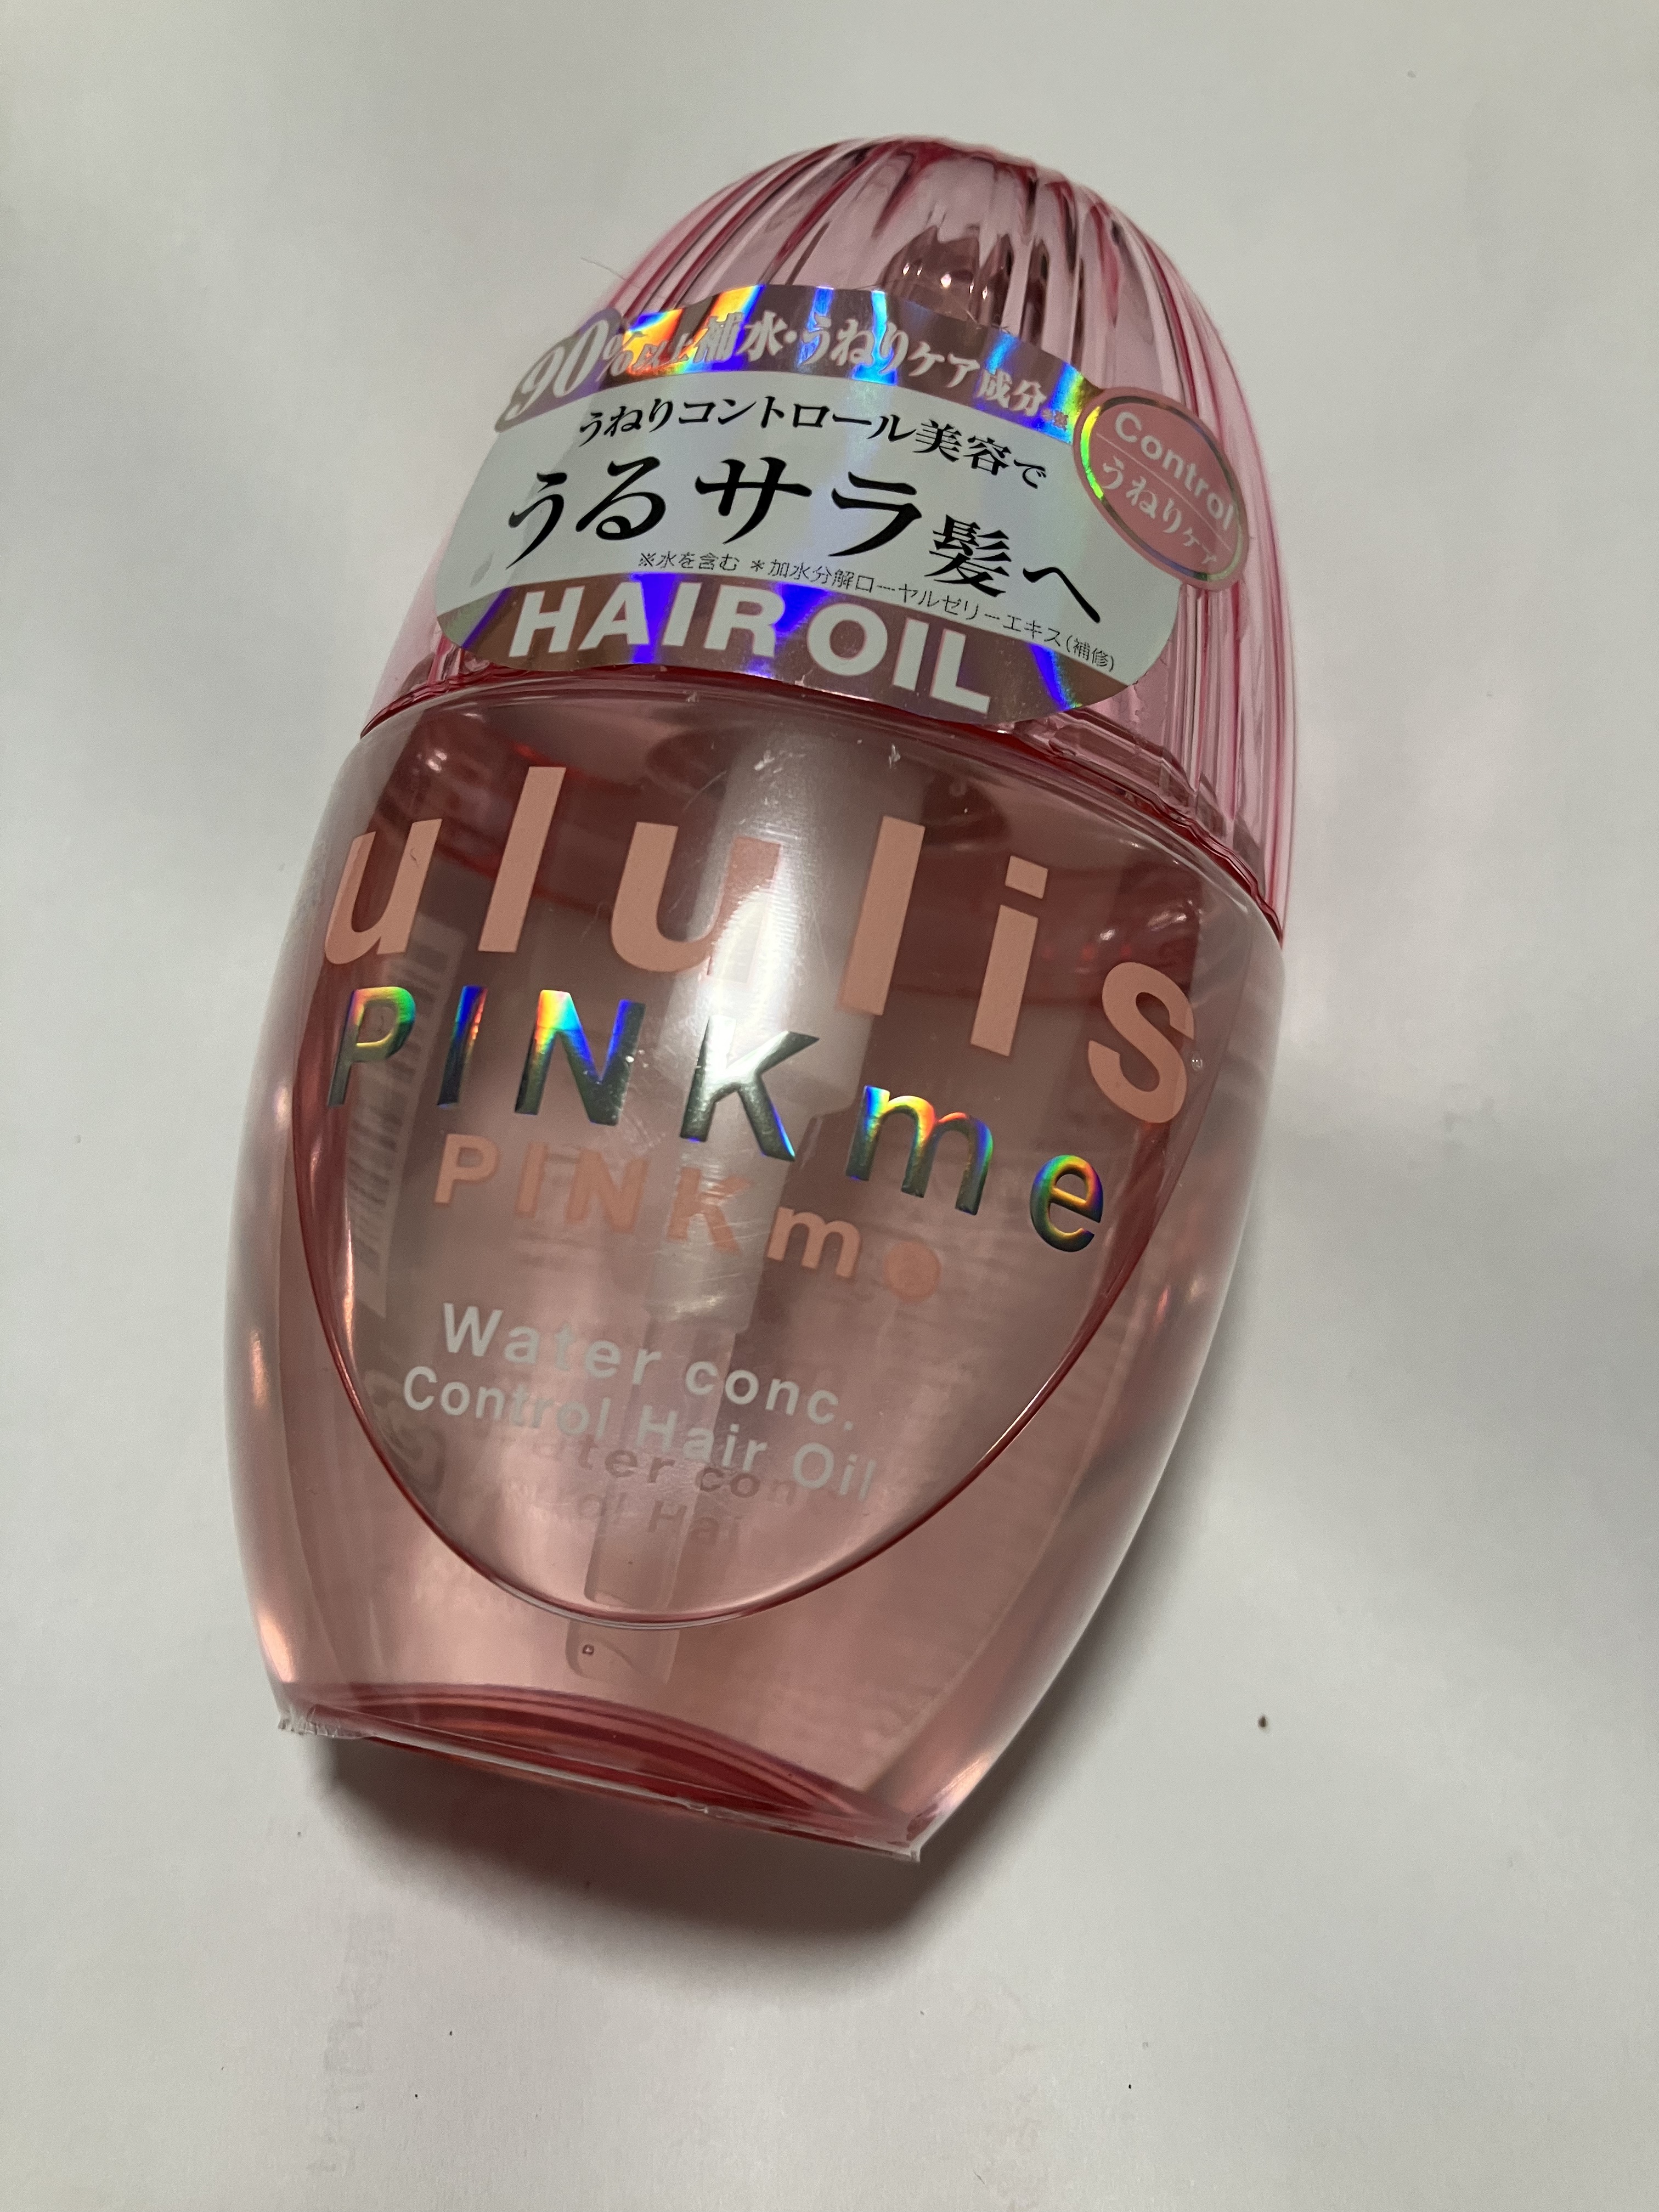 90%以上補水・うねりケア成分※
うねりコントロール美容で
うるサラ髪へ
※水を含む *加水分解ローヤルゼリーエキス(補修)
HAIR OIL
Control
うねりケア
ululis
PINKme
Water conc.
Control Hair Oil